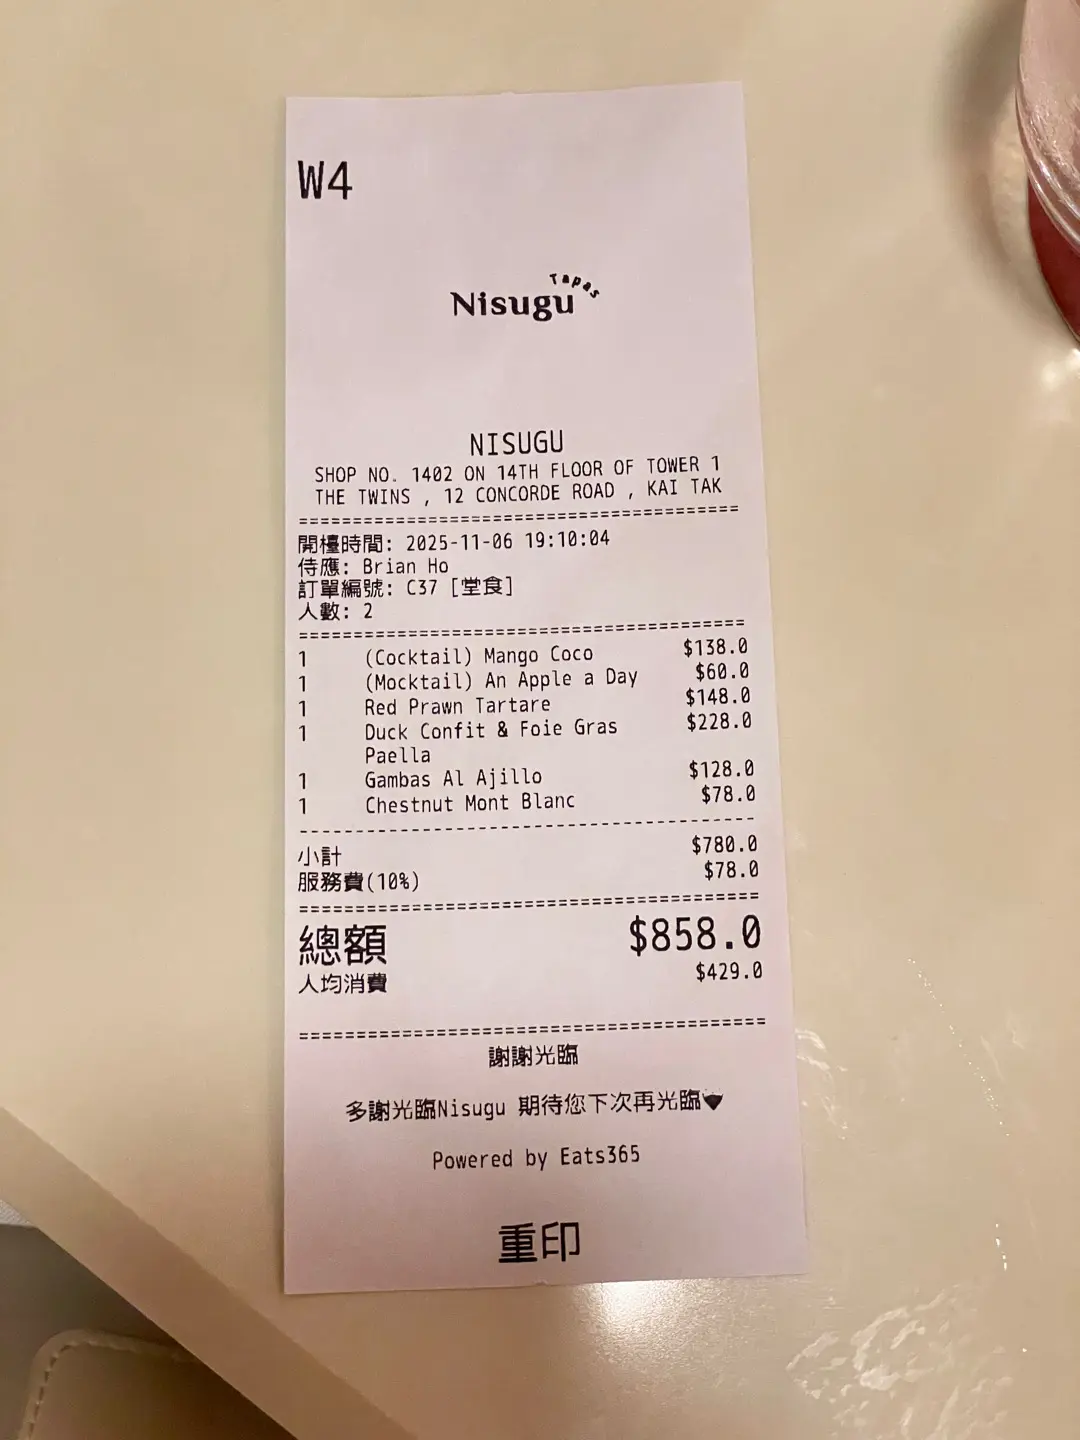 W4
Tapas
Nisugu
NISUGU
SHOP NO. 1402 ON 14TH FLOOR OF TOWER 1
THE TWINS , 12 CONCORDE ROAD , KAI TAK
========================================
開檯時間: 2025-11-06 19:10:04
侍應: Brian Ho
訂單編號: C37 [堂食]
人數: 2
========================================
1 (Cocktail) Mango Coco $138.0
1 (Mocktail) An Apple a Day $60.0
1 Red Prawn Tartare $148.0
1 Duck Confit & Foie Gras $228.0
Paella
1 Gambas Al Ajillo $128.0
1 Chestnut Mont Blanc $78.0
----------------------------------------
小計 $780.0
服務費(10%) $78.0
========================================
總額 $858.0
人均消費 $429.0
========================================
謝謝光臨
多謝光臨Nisugu 期待您下次再光臨
Powered by Eats365
重印